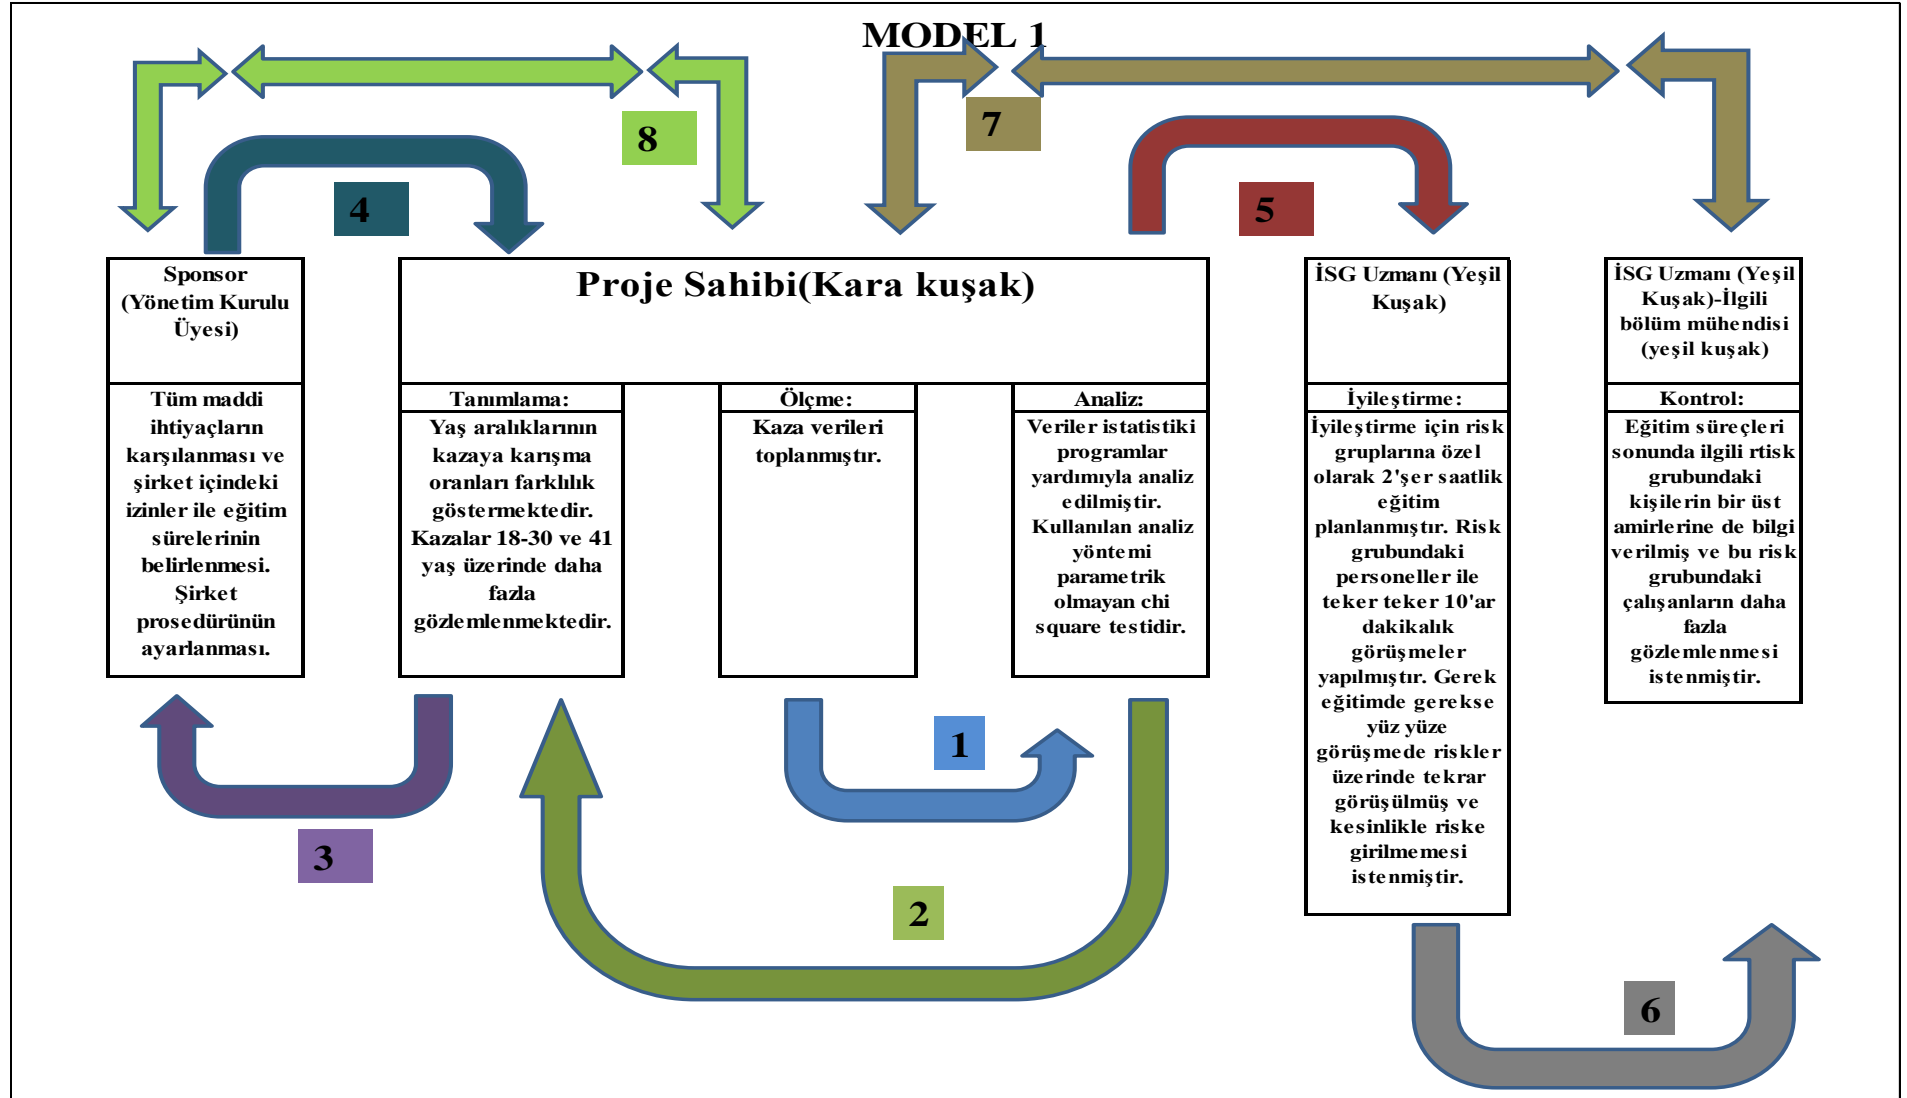 MODEL 1
8
7
4
5
Sponsor
(Yönetim Kurulu
Üyesi)
Tüm maddi
ihtiyaçların
karşılanması ve
şirket içindeki
izinler ile eğitim
sürelerinin
belirlenmesi.
Şirket
prosedürünün
ayarlanması.
Proje Sahibi(Kara kuşak)
Tanımlama:
Yaş aralıklarının
kazaya karışma
oranları farklılık
göstermektedir.
Kazalar 18-30 ve 41
yaş üzerinde daha
fazla
gözlemlenmektedir.
Ölçme:
Kaza verileri
toplanmıştır.
Analiz:
Veriler istatistiki
programlar
yardımıyla analiz
edilmiştir.
Kullanılan analiz
yöntemi
parametrik
olmayan chi
square testidir.
İSG Uzmanı (Yeşil
Kuşak)
İyileştirme:
İyileştirme için risk
gruplarına özel
olarak 2'şer saatlik
eğitim
planlanmıştır. Risk
grubundaki
personeller ile
teker teker 10'ar
dakikalık
görüşmeler
yapılmıştır. Gerek
eğitimde gerekse
yüz yüze
görüşmede riskler
üzerinde tekrar
görüşülmüş ve
kesinlikle riske
girilmemesi
istenmiştir.
İSG Uzmanı (Yeşil
Kuşak)-İlgili
bölüm mühendisi
(yeşil kuşak)
Kontrol:
Eğitim süreçleri
sonunda ilgili rtisk
grubundaki
kişilerin bir üst
amirlerine de bilgi
verilmiş ve bu risk
grubundaki
çalışanların daha
fazla
gözlemlenmesi
istenmiştir.
1
3
2
6